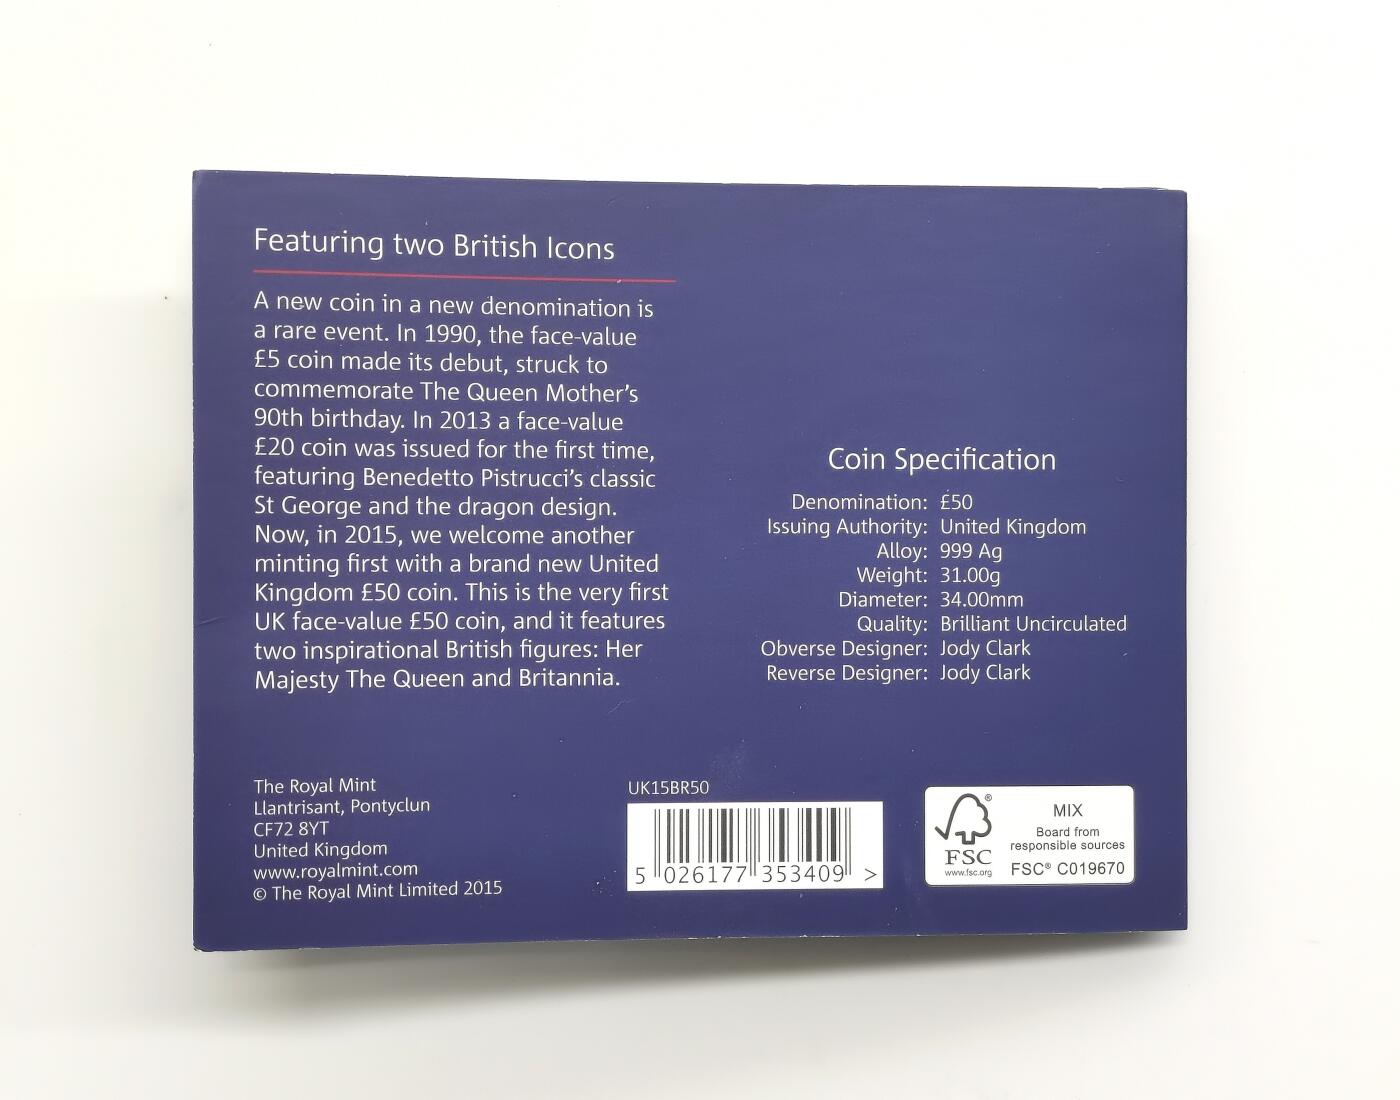 Featuring two British Icons
A new coin in a new denomination is
a rare event. In 1990, the face-value
£5 coin made its debut, struck to
commemorate The Queen Mother’s
90th birthday. In 2013 a face-value
£20 coin was issued for the first time,
featuring Benedetto Pistrucci’s classic
St George and the dragon design.
Now, in 2015, we welcome another
minting first with a brand new United
Kingdom £50 coin. This is the very first
UK face-value £50 coin, and it features
two inspirational British figures: Her
Majesty The Queen and Britannia.
Coin Specification
Denomination: £50
Issuing Authority: United Kingdom
Alloy: 999 Ag
Weight: 31.00g
Diameter: 34.00mm
Quality: Brilliant Uncirculated
Obverse Designer: Jody Clark
Reverse Designer: Jody Clark
The Royal Mint
Llantrisant, Pontyclun
CF72 8YT
United Kingdom
www.royalmint.com
© The Royal Mint Limited 2015
UK15BR50
5 026177 353409 >
FSC®
www.fsc.org
MIX
Board from
responsible sources
FSC® C019670